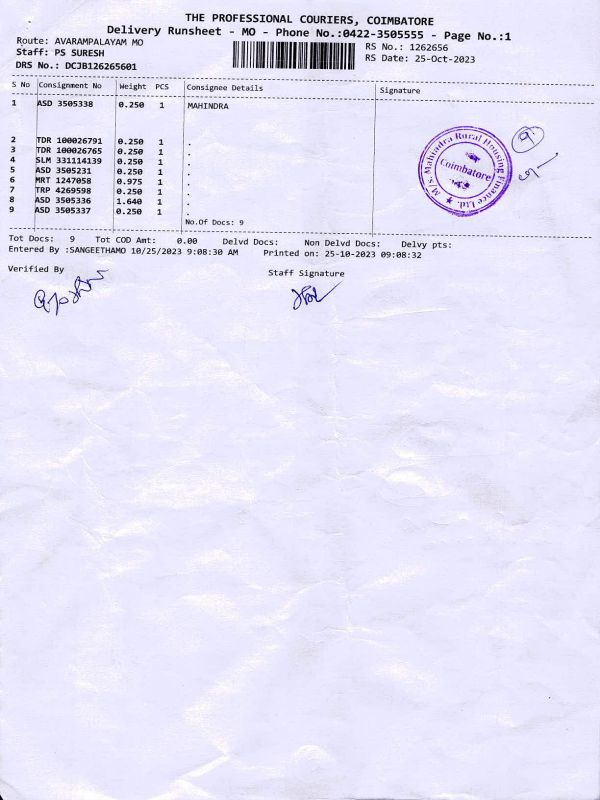 THE PROFESSIONAL COURIERS, COIMBATORE
Delivery Runsheet - MO - Phone No.:0422-3505555 - Page No.:1
Route: AVARAMPALAYAM MO
RS No.: 1262656
Staff: PS SURESH
RS Date: 25-Oct-2023
DRS No.: DCJB126265601
S No Consignment No Weight PCS Consignee Details Signature
1 ASD 3505338 0.250 1 MAHINDRA
2 TDR 100026791 0.250 1 .
3 TDR 100026765 0.250 1 .
4 SLM 331114139 0.250 1 .
5 ASD 3505231 0.250 1 .
6 MRT 1247058 0.975 1 .
7 TRP 4269598 0.250 1 .
8 ASD 3505336 1.640 1 .
9 ASD 3505337 0.250 1 .
M/s. Mahindra Rural Housing Finance Ltd.
Coimbatore
9
No.Of Docs: 9
Tot Docs: 9 Tot COD Amt: 0.00 Delvd Docs: Non Delvd Docs: Delvy pts:
Entered By :SANGEETHAMO 10/25/2023 9:08:30 AM Printed on: 25-10-2023 09:08:32
Verified By
Staff Signature